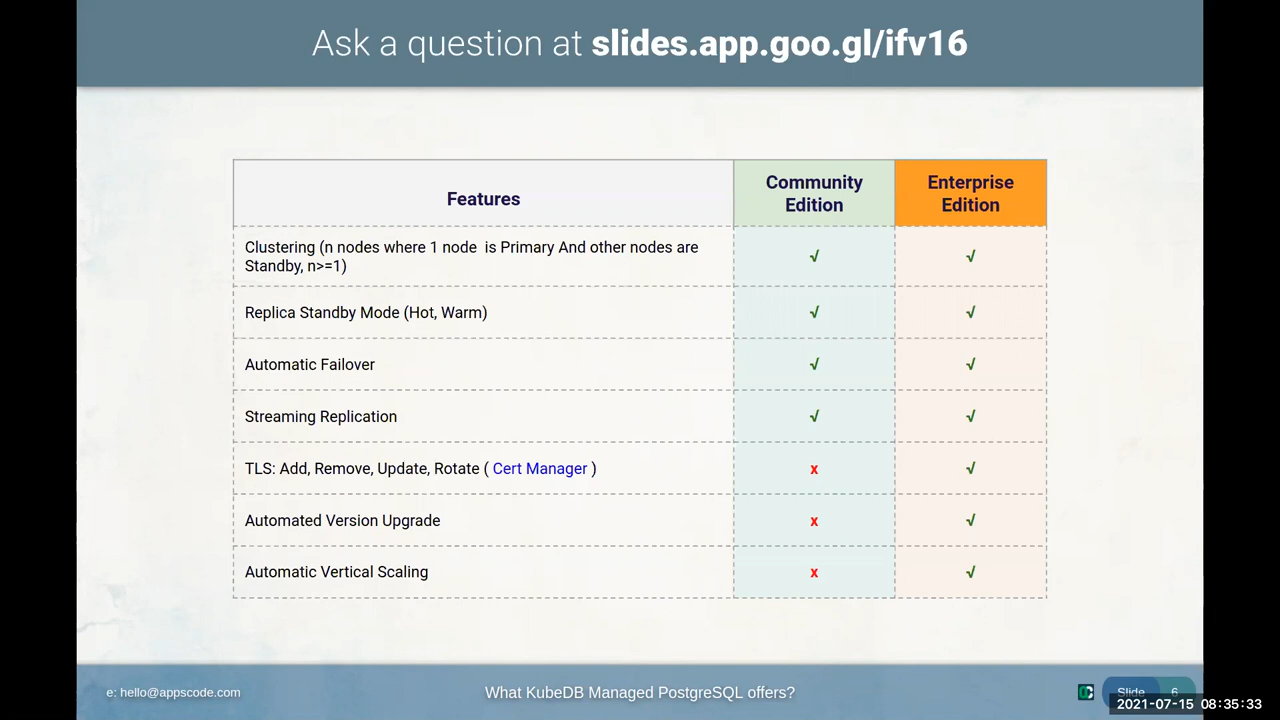 Ask a question at slides.app.goo.gl/ifv16
Features
Community
Edition
Enterprise
Edition
Clustering (n nodes where 1 node  is Primary And other nodes are
Standby, n>=1)
√
√
Replica Standby Mode (Hot, Warm)
√
√
Automatic Failover
√
√
Streaming Replication
√
√
TLS: Add, Remove, Update, Rotate ( Cert Manager )
x
√
Automated Version Upgrade
x
√
Automatic Vertical Scaling
x
√
e: hello@appscode.com
What KubeDB Managed PostgreSQL offers?
Slide
6
2021-07-15 08:35:33